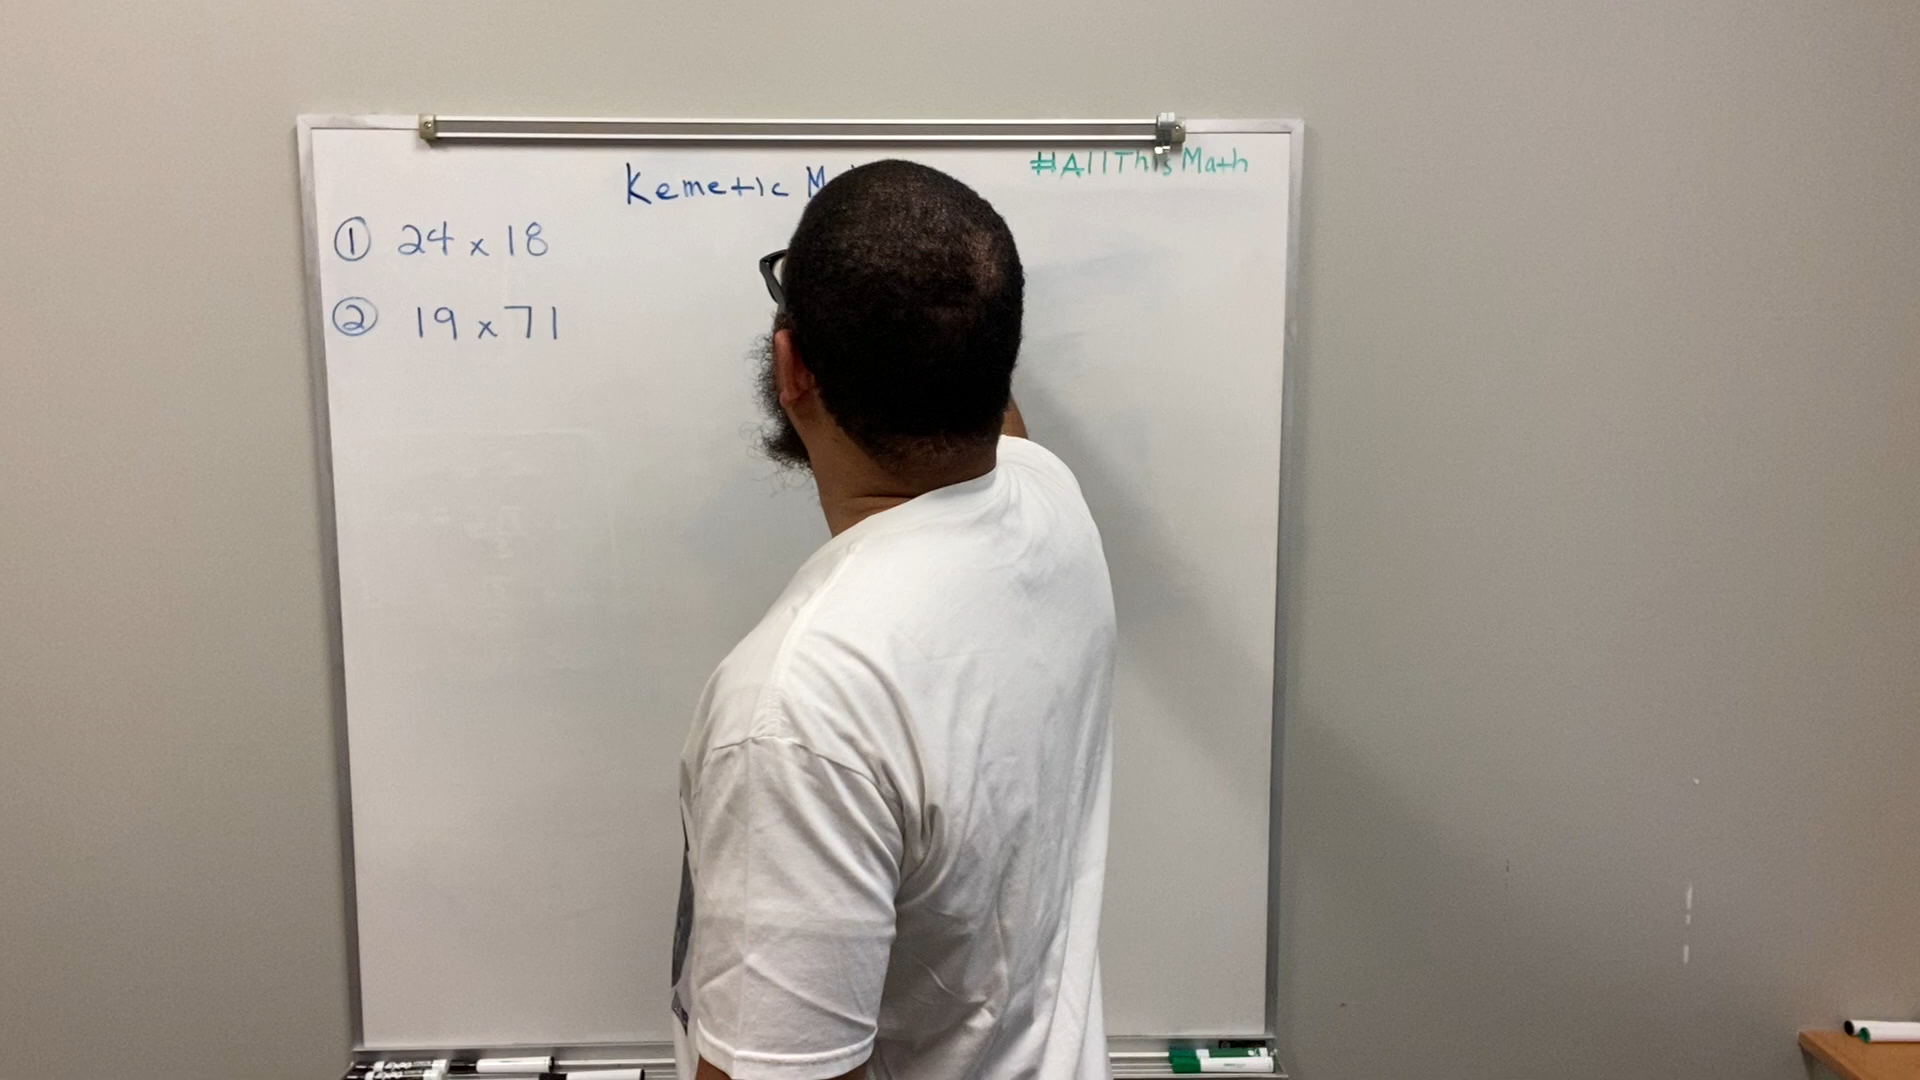 Kemetic
#AllThisMath
① 24 x 18
② 19 x 71